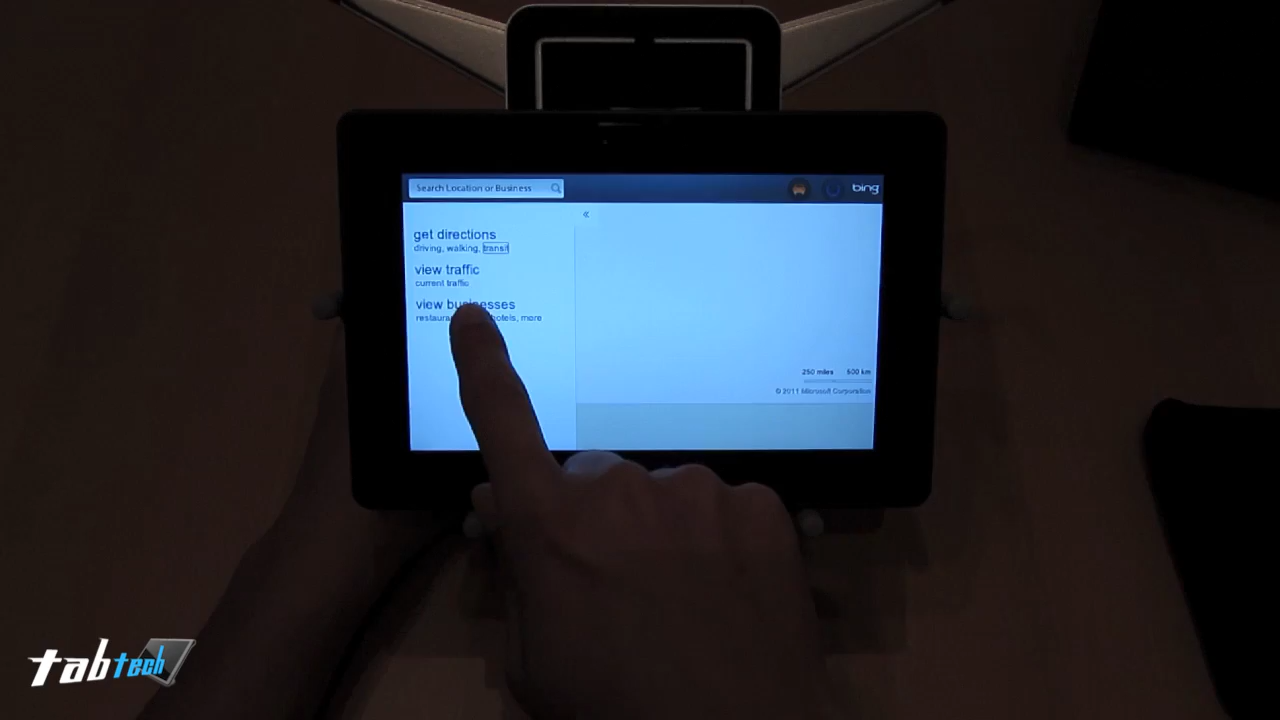 Search Location or Business
bing
«
get directions
driving, walking, transit
view traffic
current traffic
view businesses
hotels, more
250 miles 500 km
© 2011 Microsoft Corporation
tabtech